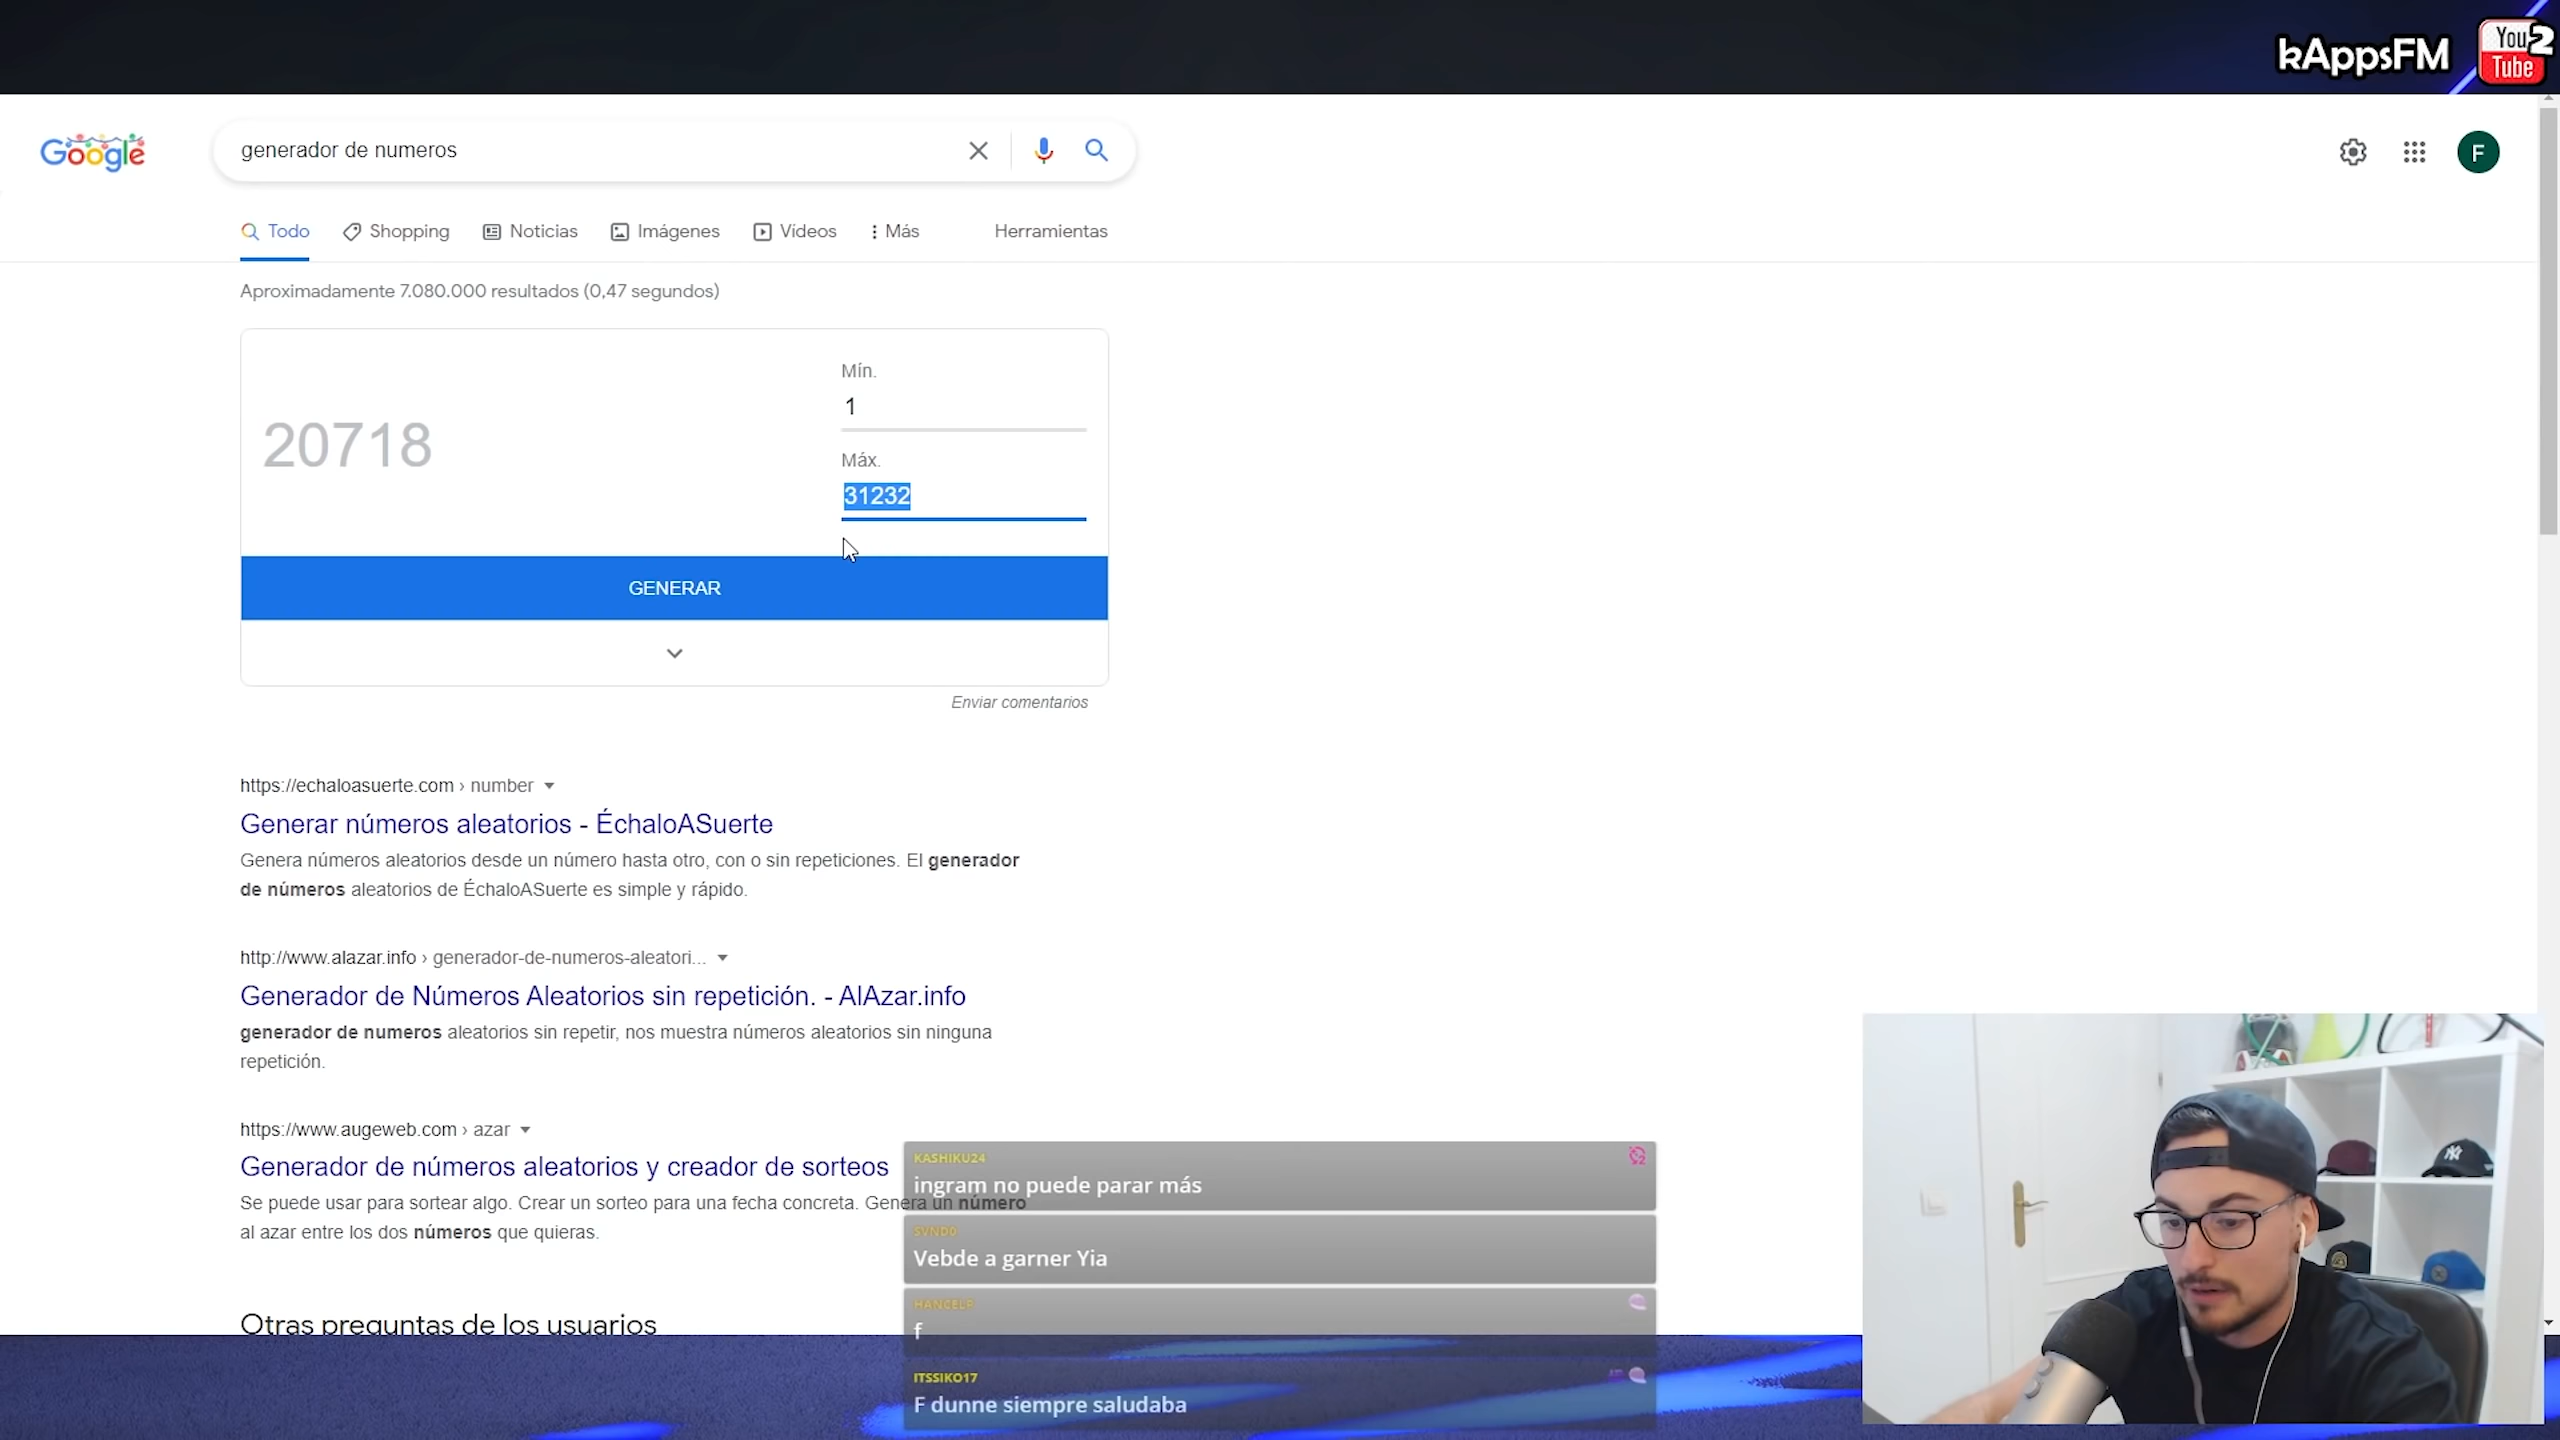 kAppsFM
You2
Tube
Google
generador de numeros
F
Todo
Shopping
Noticias
Imágenes
Vídeos
Más
Herramientas
Aproximadamente 7.080.000 resultados (0,47 segundos)
Mín.
1
20718
Máx.
31232
GENERAR
Enviar comentarios
https://echaloasuerte.com › number
Generar números aleatorios - ÉchaloASuerte
Genera números aleatorios desde un número hasta otro, con o sin repeticiones. El generador
de números aleatorios de ÉchaloASuerte es simple y rápido.
http://www.alazar.info › generador-de-numeros-aleatori...
Generador de Números Aleatorios sin repetición. - AlAzar.info
generador de numeros aleatorios sin repetir, nos muestra números aleatorios sin ninguna
repetición.
https://www.augeweb.com › azar
Generador de números aleatorios y creador de sorteos
Se puede usar para sortear algo. Crear un sorteo para una fecha concreta. Genera un número
al azar entre los dos números que quieras.
Otras preguntas de los usuarios
KASHIKU24
ingram no puede parar más
SVND0
Vebde a garner Yia
HANCELP
f
ITSSIKO17
F dunne siempre saludaba